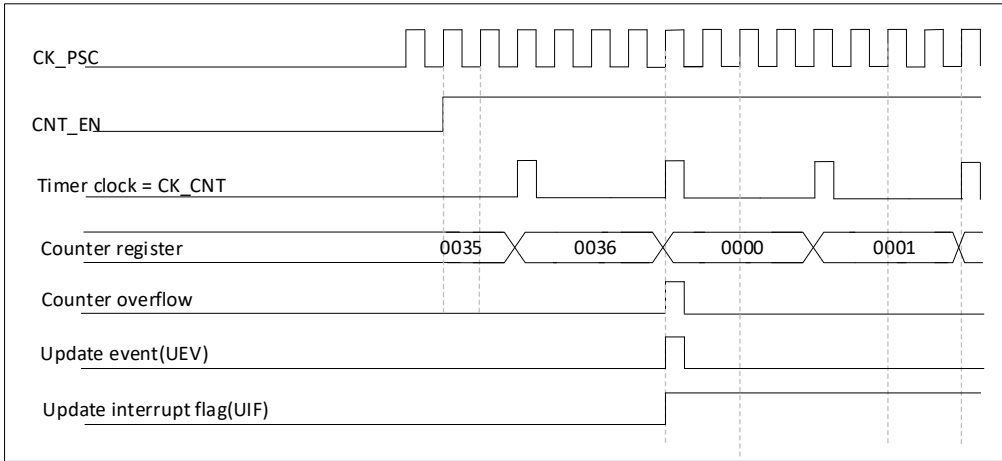 CK_PSC
CNT_EN
Timer clock = CK_CNT
Counter register 0035 0036 0000 0001
Counter overflow
Update event(UEV)
Update interrupt flag(UIF)